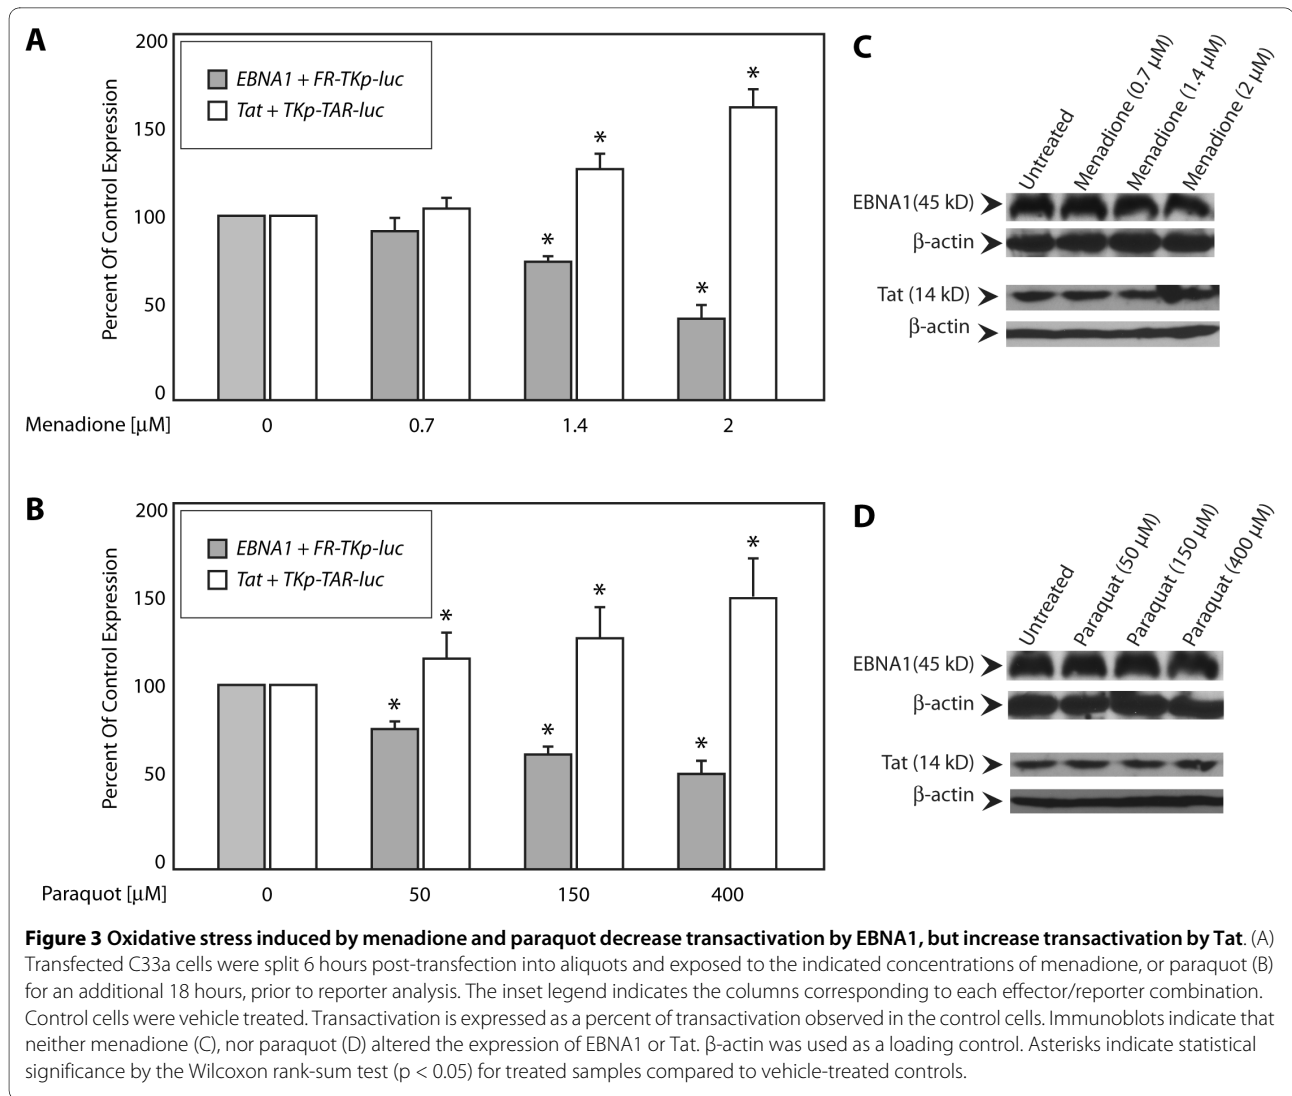 A
200
150
100
50
0
Percent Of Control Expression
EBNA1 + FR-TKp-luc
Tat + TKp-TAR-luc
*
*
*
*
Menadione [μM]
0
0.7
1.4
2
C
Untreated
Menadione (0.7 μM)
Menadione (1.4 μM)
Menadione (2 μM)
EBNA1(45 kD)
β-actin
Tat (14 kD)
β-actin
B
200
150
100
50
0
Percent Of Control Expression
EBNA1 + FR-TKp-luc
Tat + TKp-TAR-luc
*
*
*
*
*
*
Paraquot [μM]
0
50
150
400
D
Untreated
Paraquat (50 μM)
Paraquat (150 μM)
Paraquat (400 μM)
EBNA1(45 kD)
β-actin
Tat (14 kD)
β-actin
Figure 3 Oxidative stress induced by menadione and paraquot decrease transactivation by EBNA1, but increase transactivation by Tat. (A)
Transfected C33a cells were split 6 hours post-transfection into aliquots and exposed to the indicated concentrations of menadione, or paraquot (B)
for an additional 18 hours, prior to reporter analysis. The inset legend indicates the columns corresponding to each effector/reporter combination.
Control cells were vehicle treated. Transactivation is expressed as a percent of transactivation observed in the control cells. Immunoblots indicate that
neither menadione (C), nor paraquot (D) altered the expression of EBNA1 or Tat. β-actin was used as a loading control. Asterisks indicate statistical
significance by the Wilcoxon rank-sum test (p < 0.05) for treated samples compared to vehicle-treated controls.